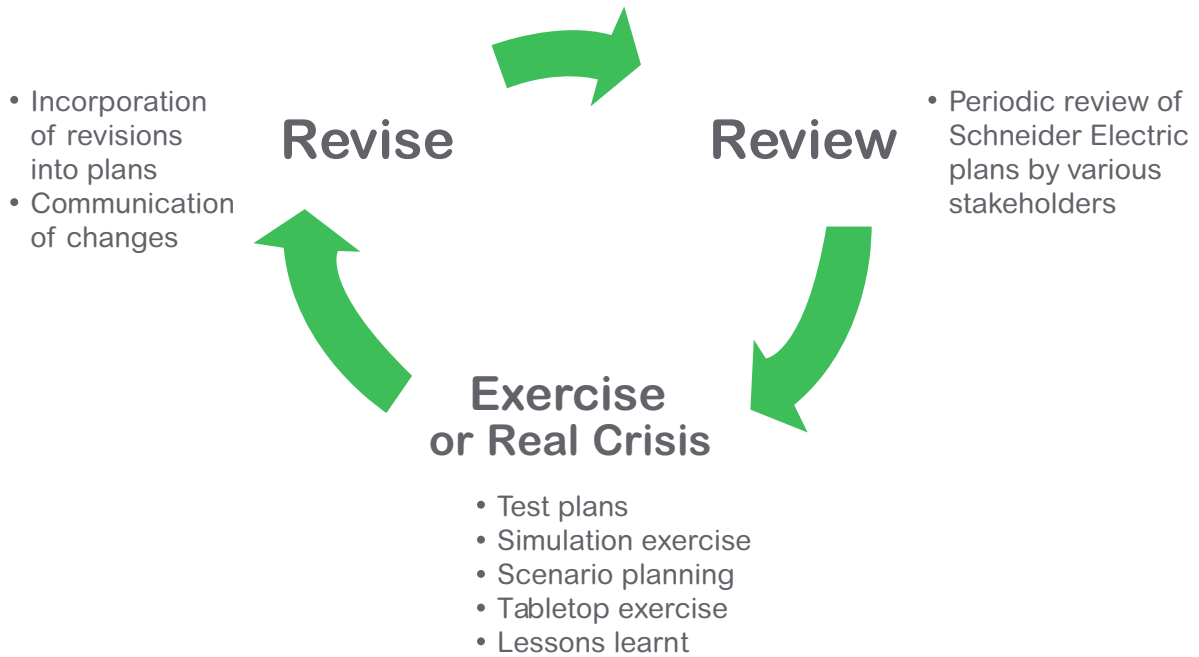 • Incorporation
of revisions
into plans
• Communication
of changes
Revise
Review
• Periodic review of
Schneider Electric
plans by various
stakeholders
Exercise
or Real Crisis
• Test plans
• Simulation exercise
• Scenario planning
• Tabletop exercise
• Lessons learnt